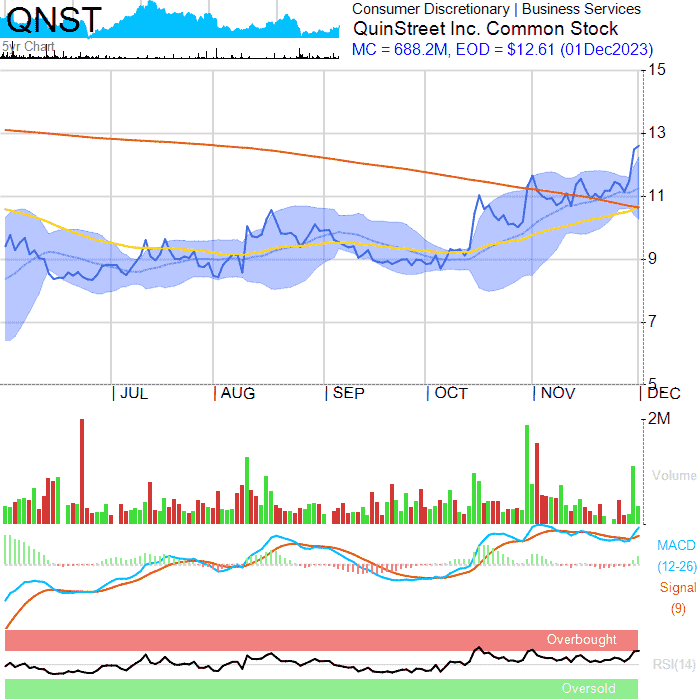 QNST
5yr Chart
Consumer Discretionary | Business Services
QuinStreet Inc. Common Stock
MC = 688.2M, EOD = $12.61 (01Dec2023)
15
13
11
9
7
5
| JUL | AUG | SEP | OCT | NOV | DEC
2M
Volume
MACD
(12-26)
Signal
(9)
Overbought
RSI(14)
Oversold